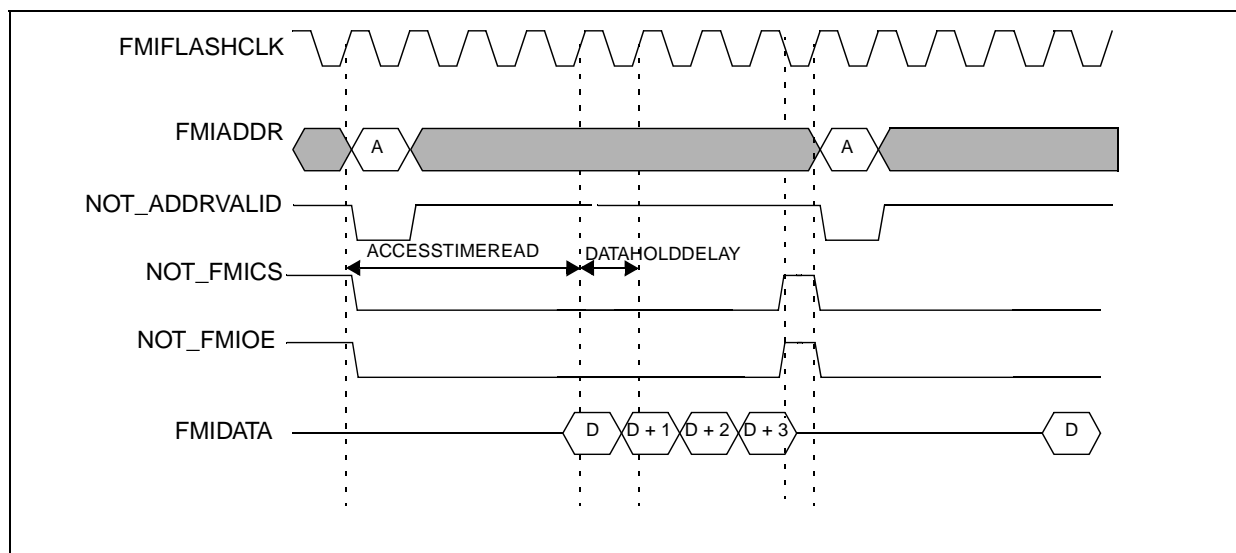 FMIFLASHCLK
FMIADDR
A
A
NOT_ADDRVALID
ACCESSTIMEREAD
DATAHOLDDELAY
NOT_FMICS
NOT_FMIOE
FMIDATA
D
D + 1
D + 2
D + 3
D